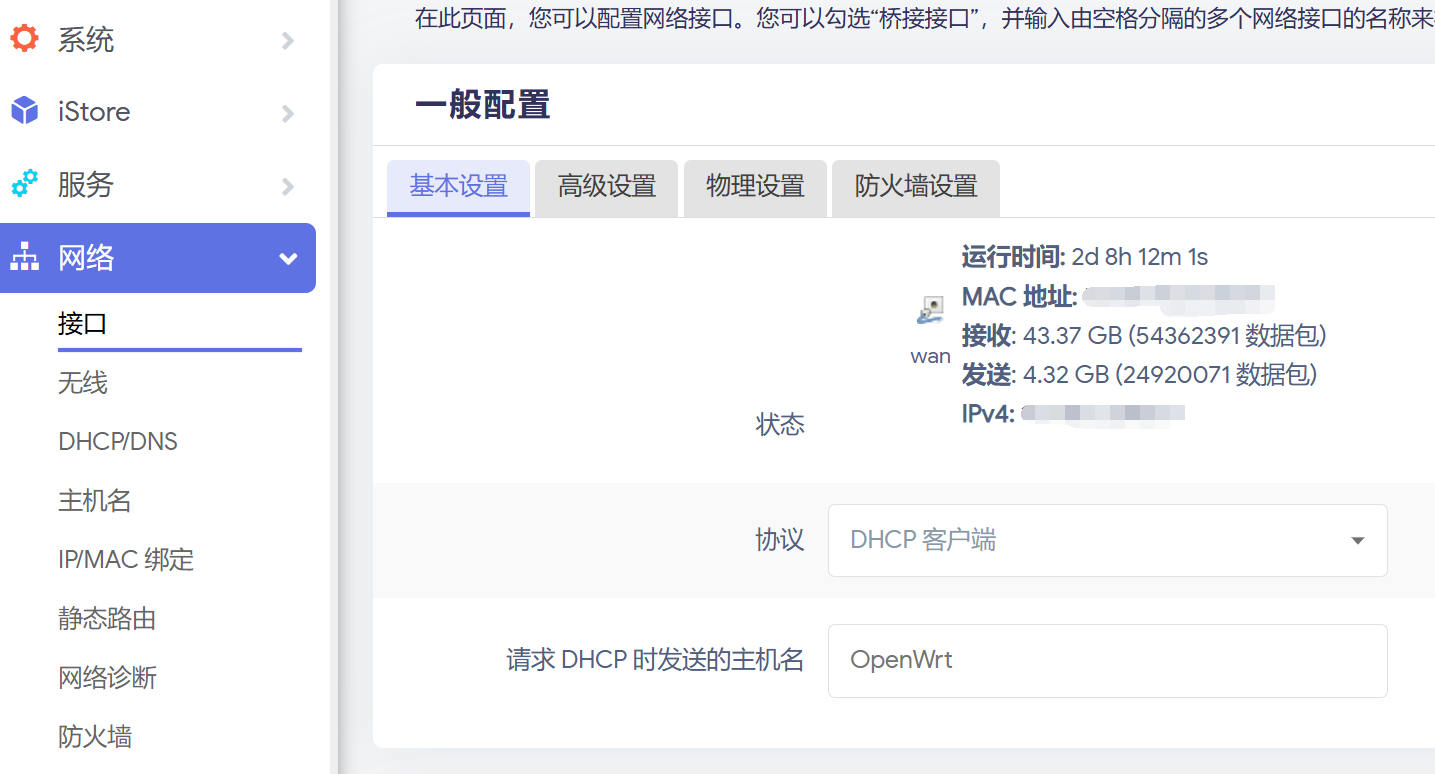 系统
iStore
服务
网络
接口
无线
DHCP/DNS
主机名
IP/MAC 绑定
静态路由
网络诊断
防火墙
在此页面，您可以配置网络接口。您可以勾选“桥接接口”，并输入由空格分隔的多个网络接口的名称来
一般配置
基本设置
高级设置
物理设置
防火墙设置
状态
wan
运行时间: 2d 8h 12m 1s
MAC 地址:
接收: 43.37 GB (54362391 数据包)
发送: 4.32 GB (24920071 数据包)
IPv4:
协议
DHCP 客户端
请求 DHCP 时发送的主机名
OpenWrt